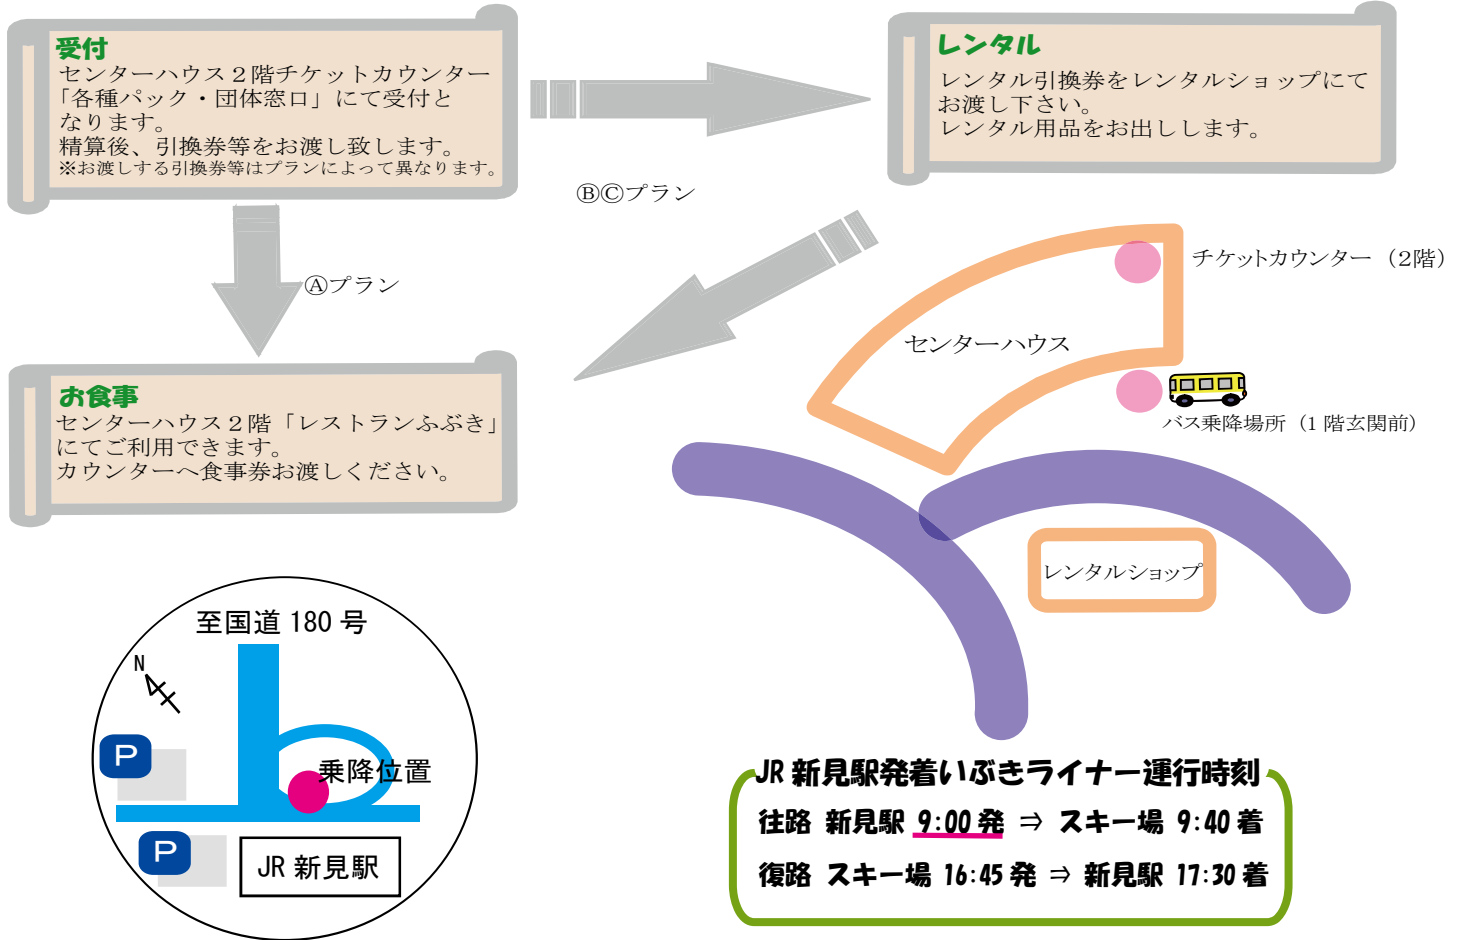 受付
センターハウス２階チケットカウンター
「各種パック・団体窓口」にて受付と
なります。
精算後、引換券等をお渡し致します。
※お渡しする引換券等はプランによって異なります。
レンタル
レンタル引換券をレンタルショップにて
お渡し下さい。
レンタル用品をお出しします。
ⒷⒸプラン
Ⓐプラン
お食事
センターハウス２階「レストランふぶき」
にてご利用できます。
カウンターへ食事券お渡しください。
チケットカウンター（2階）
センターハウス
バス乗降場所（1階玄関前）
レンタルショップ
至国道 180 号
N
P
乗降位置
P
JR 新見駅
JR 新見駅発着いぶきライナー運行時刻
往路 新見駅 9:00 発 ⇒ スキー場 9:40 着
復路 スキー場 16:45 発 ⇒ 新見駅 17:30 着